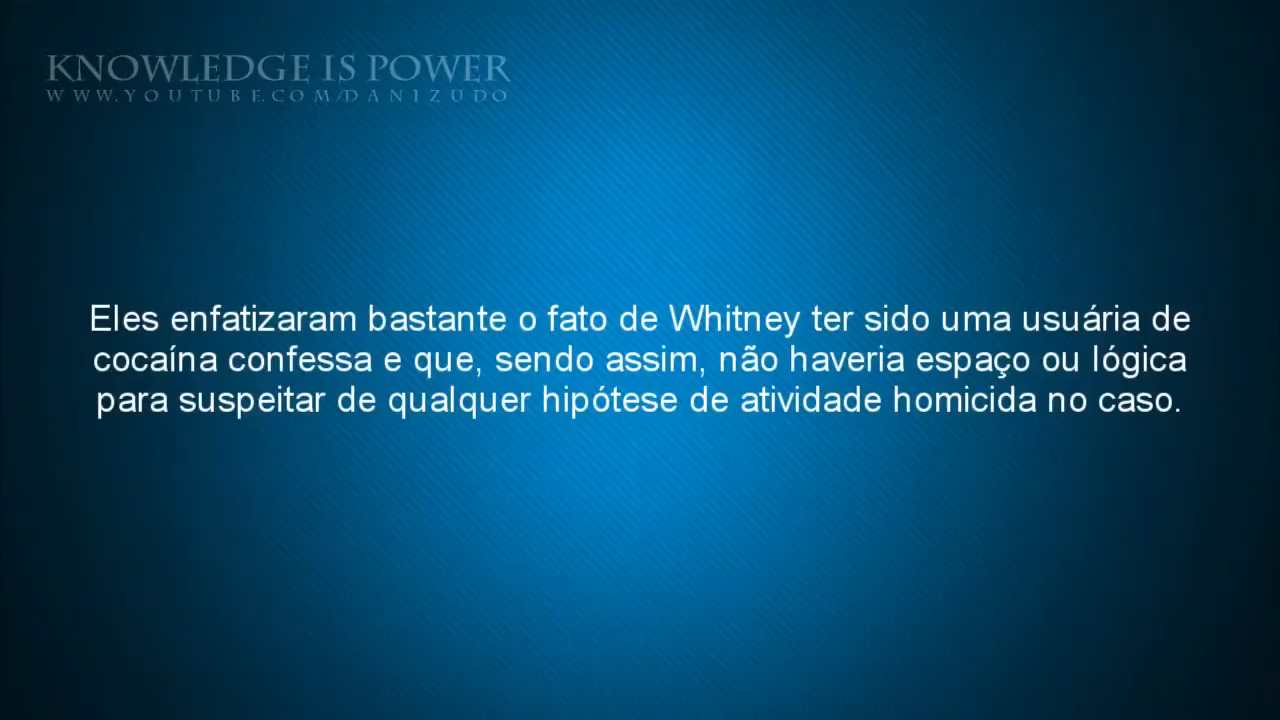 KNOWLEDGE IS POWER
WWW.YOUTUBE.COM/DANIZUDO
Eles enfatizaram bastante o fato de Whitney ter sido uma usuária de
cocaína confessa e que, sendo assim, não haveria espaço ou lógica
para suspeitar de qualquer hipótese de atividade homicida no caso.